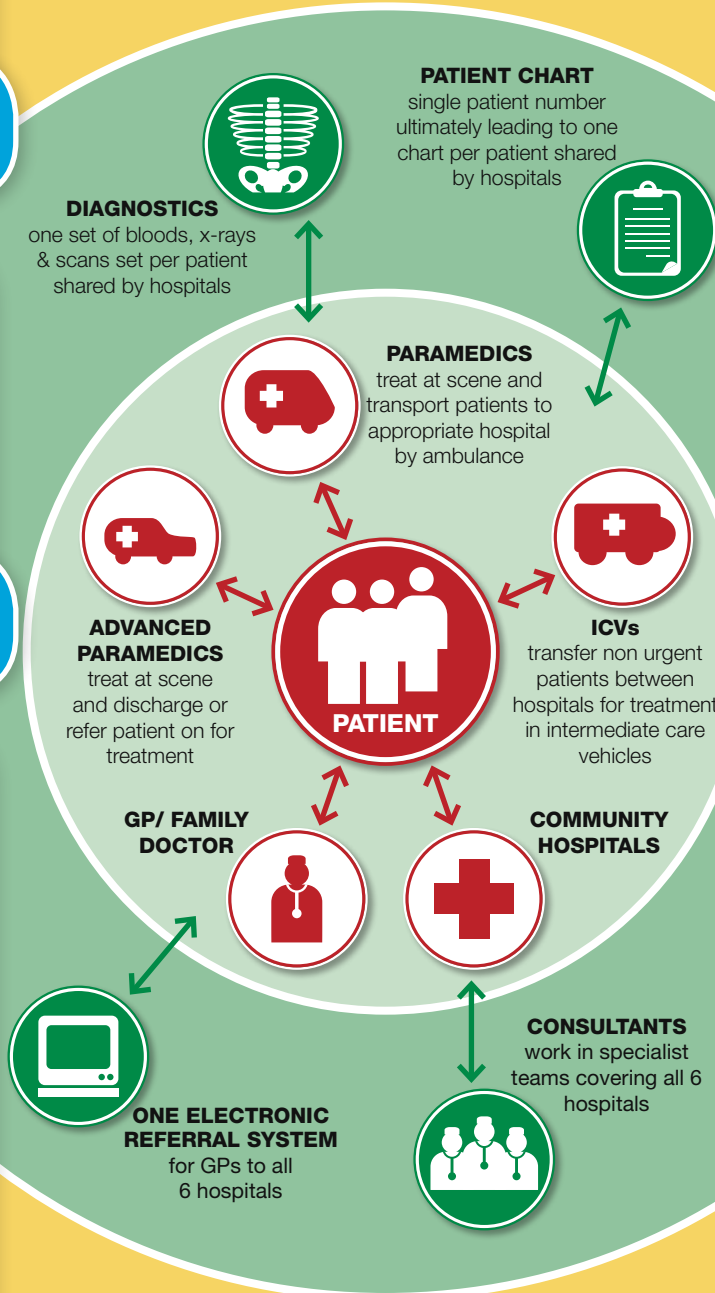 PATIENT CHART
single patient number
ultimately leading to one
chart per patient shared
by hospitals
DIAGNOSTICS
one set of bloods, x-rays
& scans set per patient
shared by hospitals
PARAMEDICS
treat at scene and
transport patients to
appropriate hospital
by ambulance
ADVANCED
PARAMEDICS
treat at scene
and discharge or
refer patient on for
treatment
PATIENT
ICVs
transfer non urgent
patients between
hospitals for treatment
in intermediate care
vehicles
GP/ FAMILY
DOCTOR
COMMUNITY
HOSPITALS
ONE ELECTRONIC
REFERRAL SYSTEM
for GPs to all
6 hospitals
CONSULTANTS
work in specialist
teams covering all 6
hospitals